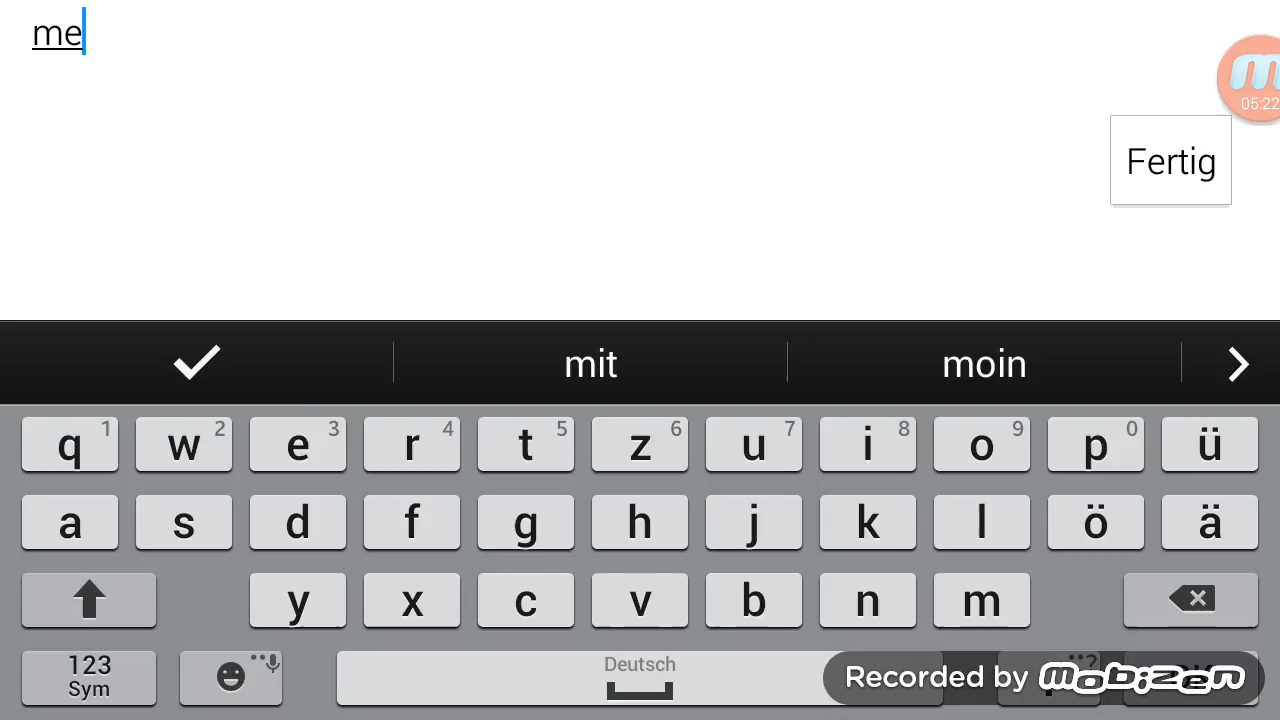 me
05:22
Fertig
mit moin
q 1 w 2 e 3 r 4 t 5 z 6 u 7 i 8 o 9 p 0 ü
a s d f g h j k l ö ä
y x c v b n m
123 Deutsch ?
Sym Recorded by mobizen